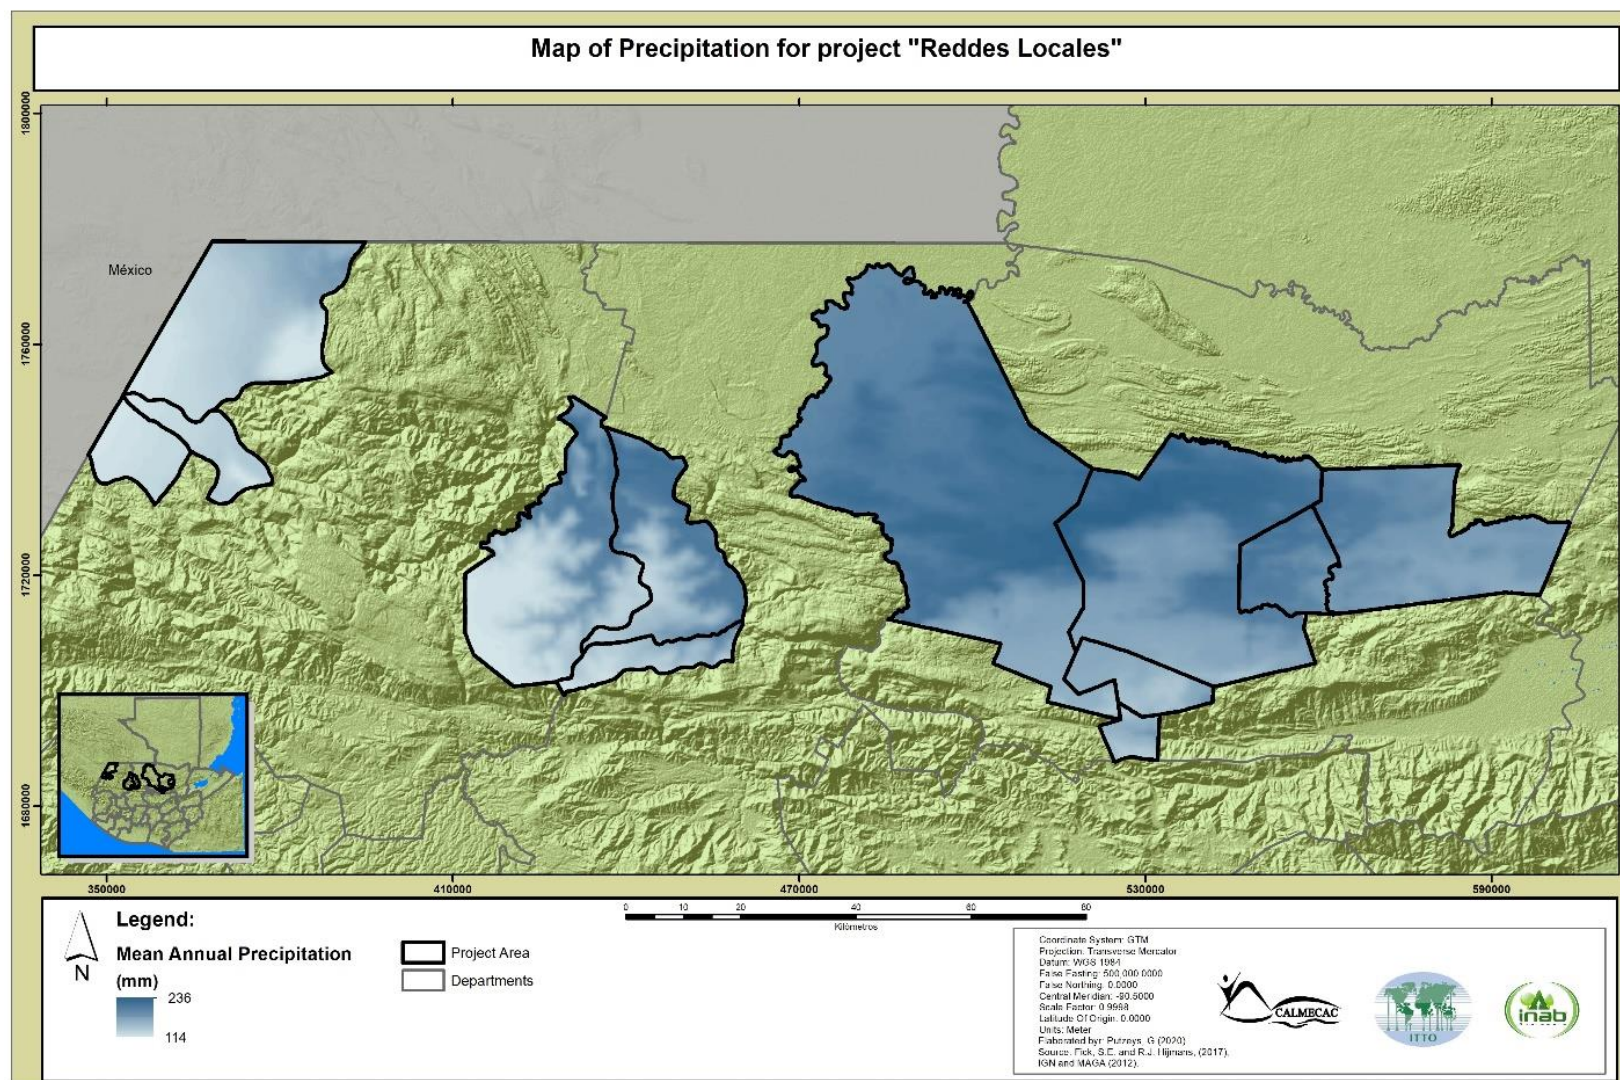 Map of Precipitation for project "Reddes Locales"
1800000
1760000
1720000
1680000
México
350000
410000
470000
530000
590000
Legend:
Mean Annual Precipitation
(mm)
236
114
N
Project Area
Departments
0 10 20 40 60 80
Kilómetros
Coordinate System: GTM
Projection: Transverse Mercator
Datum: WGS 1984
False Easting: 500,000.0000
False Northing: 0.0000
Central Meridian: -90.5000
Scale Factor: 0.9998
Latitude Of Origin: 0.0000
Units: Meter
Elaborated byr: Putzeys, G (2020)
Source: Fick, S.E. and R.J. Hijmans, (2017).
IGN and MAGA (2012).
CALMECAC
ITTO
inab